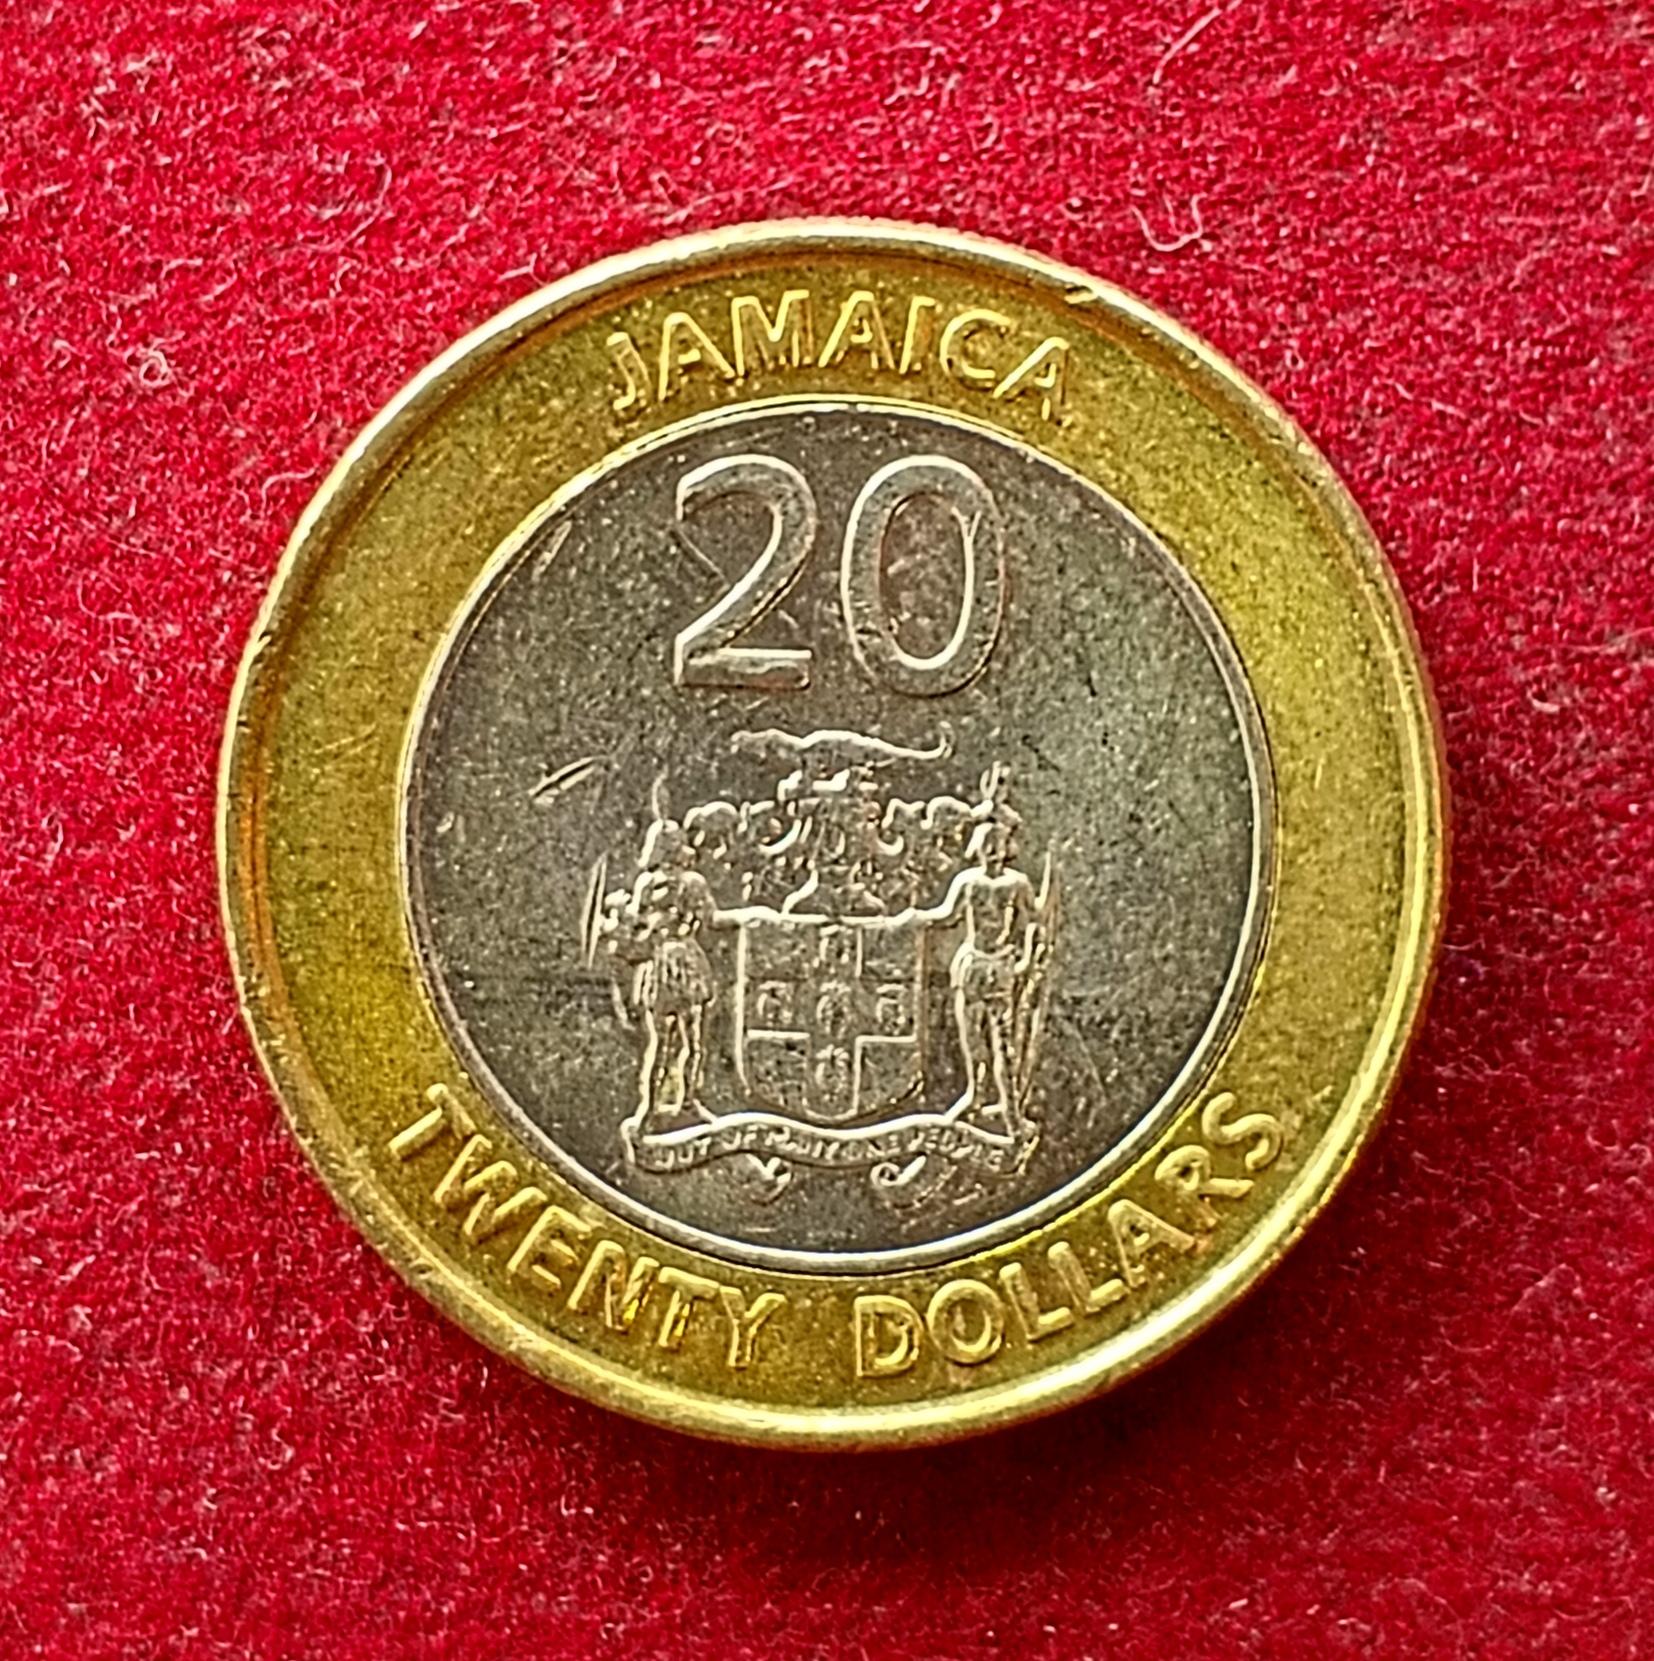 JAMAICA
20
OUT OF MANY ONE PEOPLE
TWENTY DOLLARS